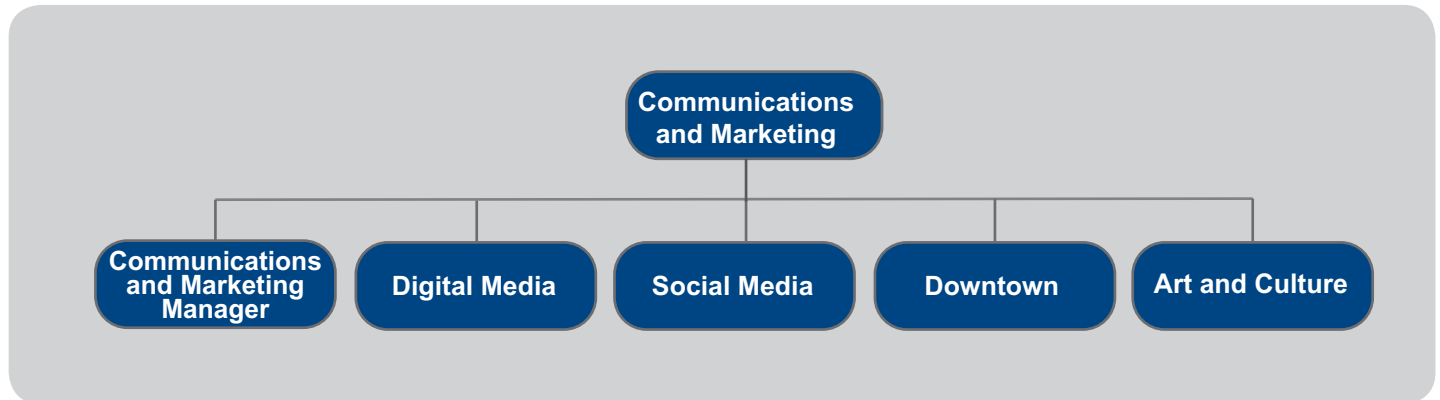 Communications
and Marketing
Communications
and Marketing
Manager
Digital Media
Social Media
Downtown
Art and Culture